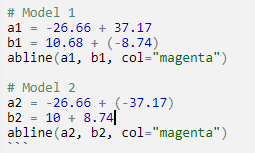 # Model 1
a1 = -26.66 + 37.17
b1 = 10.68 + (-8.74)
abline(a1, b1, col="magenta")
# Model 2
a2 = -26.66 + (-37.17)
b2 = 10 + 8.74
abline(a2, b2, col="magenta")
```